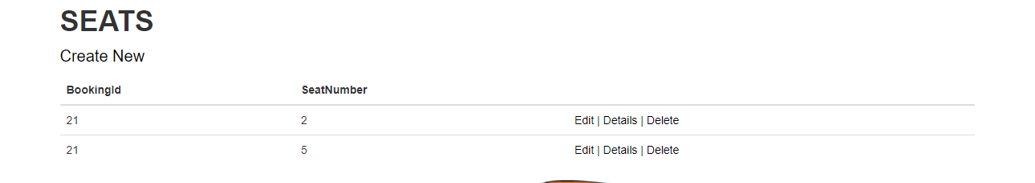 SEATS
Create New
BookingId SeatNumber
21 2 Edit | Details | Delete
21 5 Edit | Details | Delete